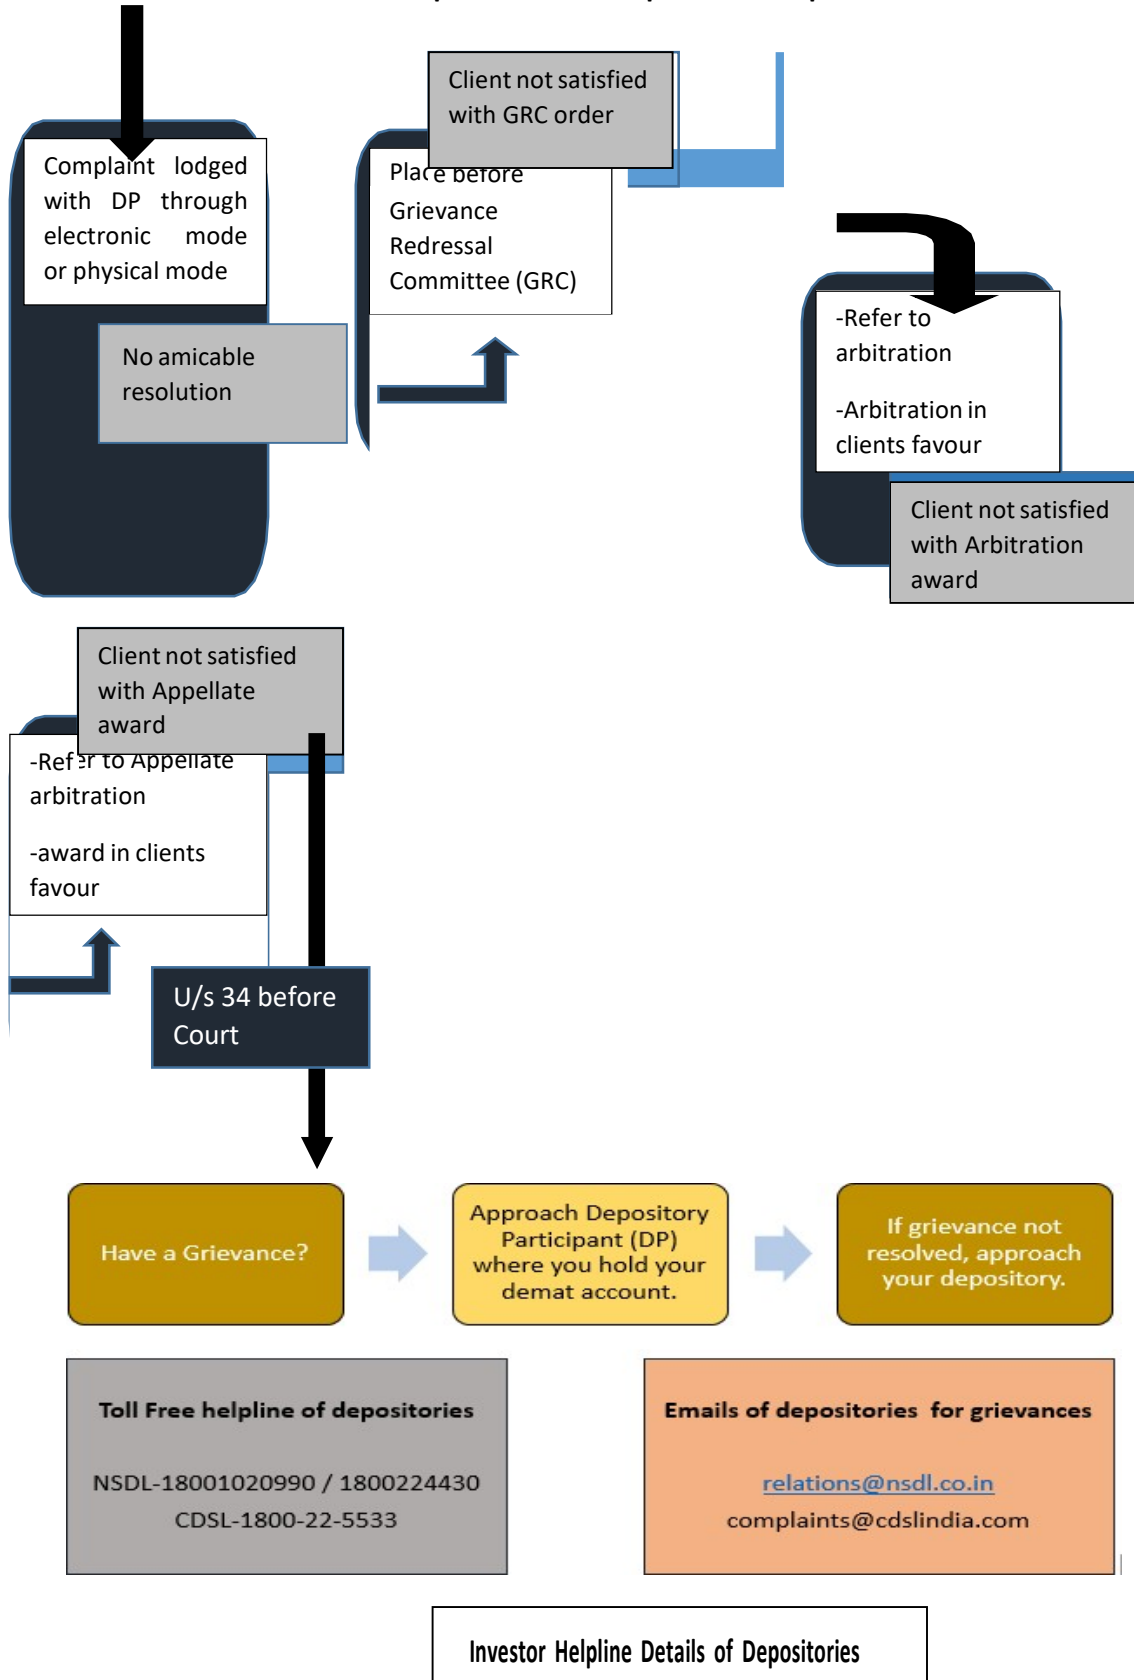 Client not satisfied
with GRC order
Complaint lodged
with DP through
electronic mode
or physical mode
Place before
Grievance
Redressal
Committee (GRC)
No amicable
resolution
-Refer to
arbitration
-Arbitration in
clients favour
Client not satisfied
with Arbitration
award
Client not satisfied
with Appellate
award
-Refer to Appellate
arbitration
-award in clients
favour
U/s 34 before
Court
Have a Grievance?
Approach Depository
Participant (DP)
where you hold your
demat account.
If grievance not
resolved, approach
your depository.
Toll Free helpline of depositories
NSDL-18001020990 / 1800224430
CDSL-1800-22-5533
Emails of depositories for grievances
relations@nsdl.co.in
complaints@cdslindia.com
Investor Helpline Details of Depositories